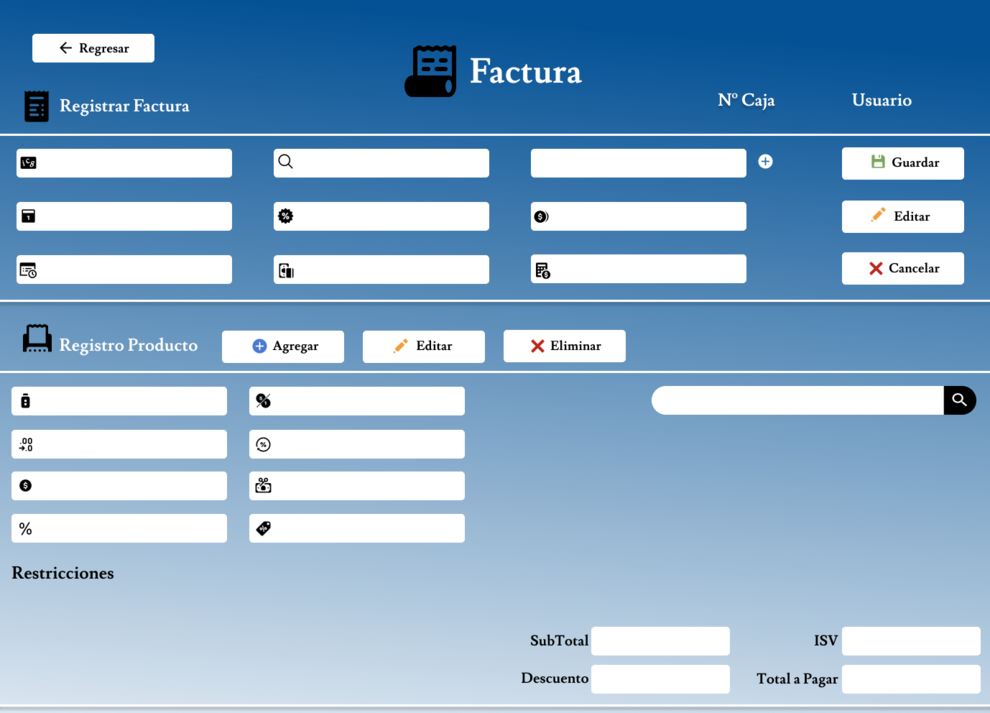 Regresar
Factura
Registrar Factura
Nº Caja
Usuario
Guardar
Editar
Cancelar
Registro Producto
Agregar
Editar
Eliminar
.00
→.0
%
Restricciones
SubTotal
ISV
Descuento
Total a Pagar